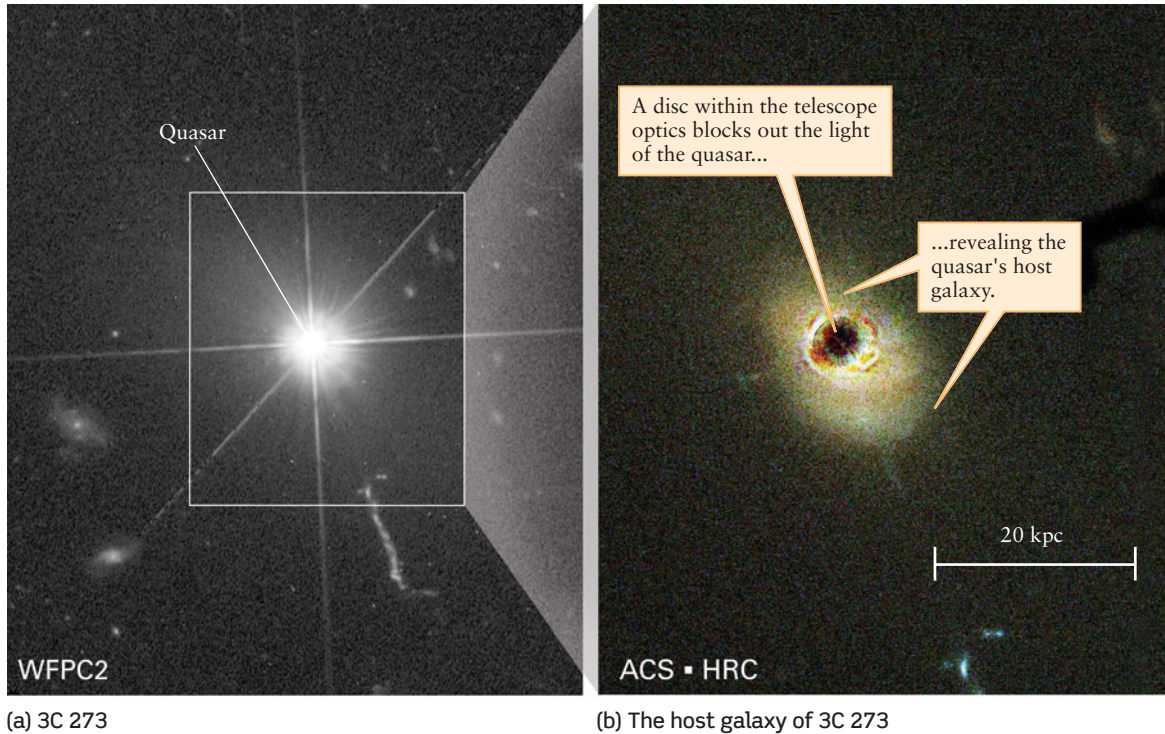 Quasar
WFPC2
A disc within the telescope
optics blocks out the light
of the quasar...
...revealing the
quasar's host
galaxy.
20 kpc
ACS ▪ HRC
(a) 3C 273
(b) The host galaxy of 3C 273